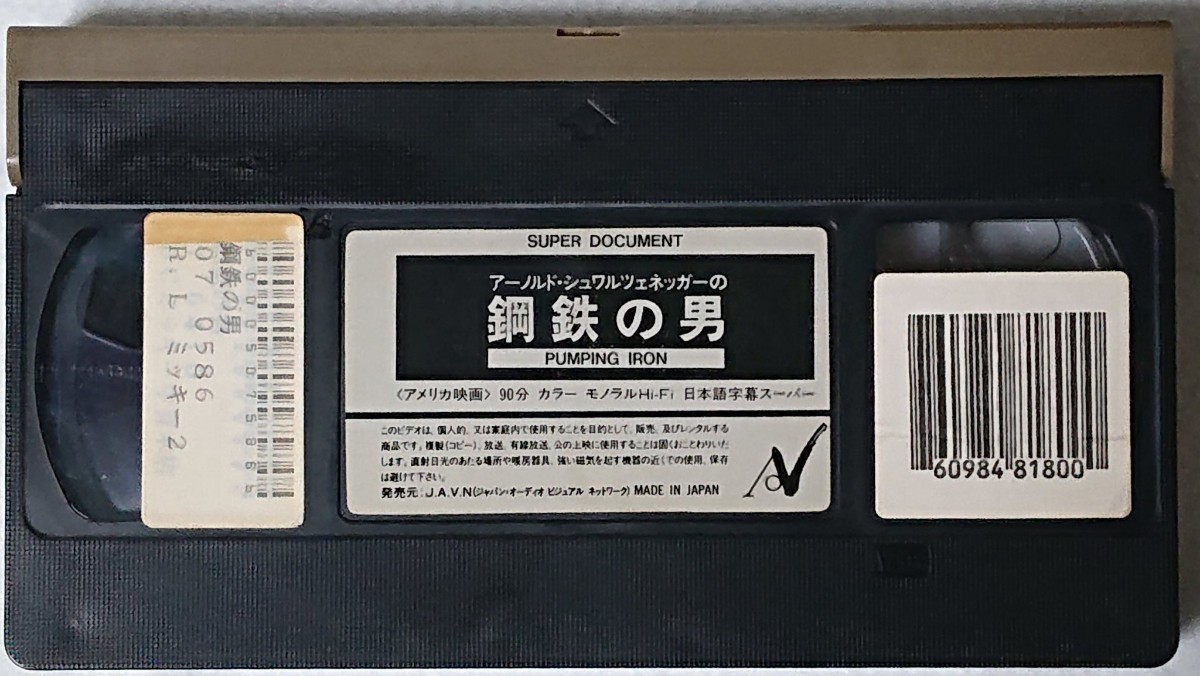 鋼鉄の男
07 0586
R. L ミッキー2
SUPER DOCUMENT
アーノルド・シュワルツェネッガーの
鋼鉄の男
PUMPING IRON
〈アメリカ映画〉90分 カラー モノラルHi-Fi 日本語字幕スーパー
このビデオは、個人的、又は家庭内で使用することを目的として、販売、及びレンタルする
商品です。複製(コピー)、放送、有線放送、公の上映に使用することは固くおことわりいた
します。直射日光のあたる場所や暖房器具、強い磁気を起す機器の近くでの使用、保存
は避けて下さい。
発売元:J.A.V.N(ジャパン・オーディオ ビジュアル ネットワーク) MADE IN JAPAN
60984 81800